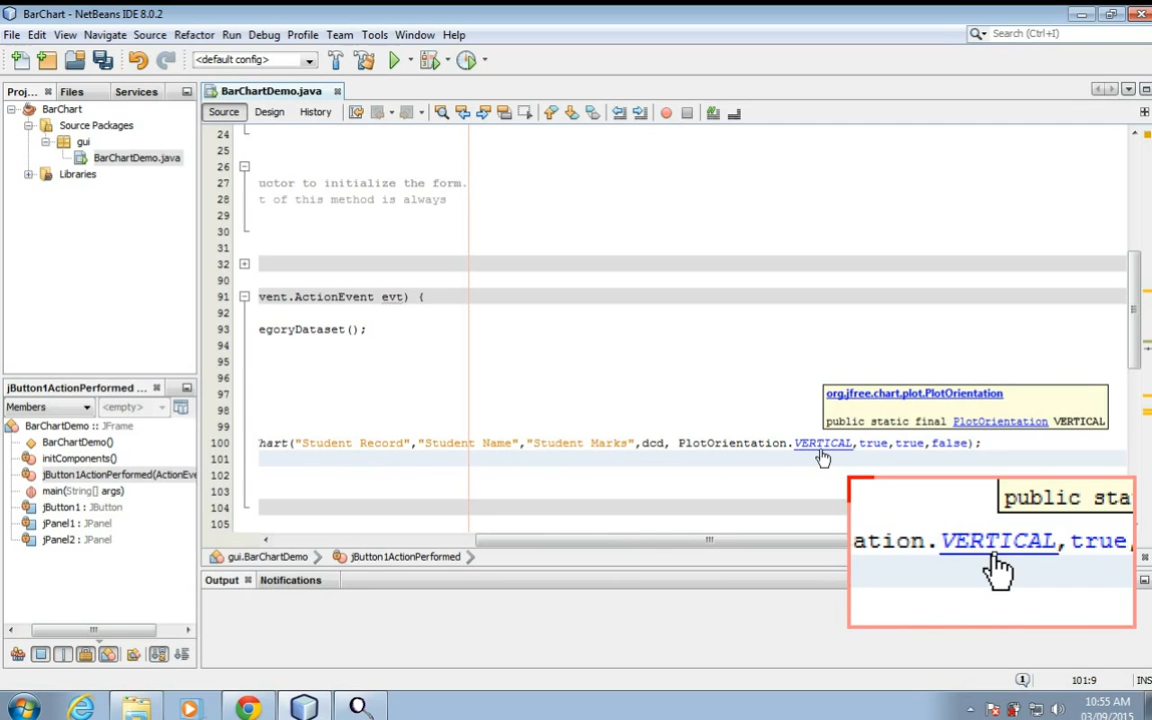 BarChart - NetBeans IDE 8.0.2
File Edit View Navigate Source Refactor Run Debug Profile Team Tools Window Help
Search (Ctrl+I)
<default config>
Proj... Files Services
BarChartDemo.java
BarChart
Source Packages
gui
BarChartDemo.java
Libraries
Source Design History
24
25
26
27 uctor to initialize the form.
28 t of this method is always
29
30
31
32
90
91 vent.ActionEvent evt) {
92
93 egoryDataset();
94
95
96
97
98
99
100 hart("Student Record","Student Name","Student Marks",dcd, PlotOrientation.VERTICAL,true,true,false);
101
102
103
104
105
org.jfree.chart.plot.PlotOrientation
public static final PlotOrientation VERTICAL
public sta
ation.VERTICAL,true,
jButton1ActionPerformed ...
Members <empty>
BarChartDemo :: JFrame
BarChartDemo()
initComponents()
jButton1ActionPerformed(ActionEve
main(String[] args)
jButton1 : JButton
jPanel1 : JPanel
jPanel2 : JPanel
gui.BarChartDemo jButton1ActionPerformed
Output Notifications
1
101:9 INS
10:55 AM
03/09/2015